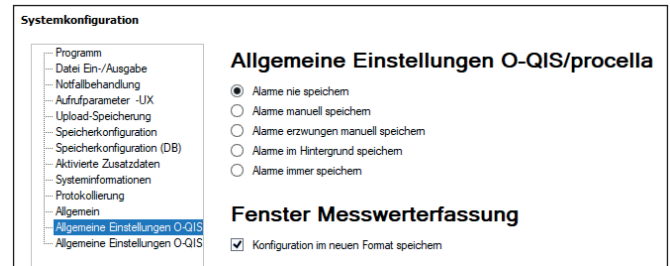 Systemkonfiguration
Programm
Datei Ein-/Ausgabe
Notfallbehandlung
Aufrufparameter -UX
Upload-Speicherung
Speicherkonfiguration
Speicherkonfiguration (DB)
Aktivierte Zusatzdaten
Systeminformationen
Protokollierung
Allgemein
Allgemeine Einstellungen O-QIS
Allgemeine Einstellungen O-QIS
Allgemeine Einstellungen O-QIS/procella
Alarme nie speichern
Alarme manuell speichern
Alarme erzwungen manuell speichern
Alarme im Hintergrund speichern
Alarme immer speichern
Fenster Messwerterfassung
Konfiguration im neuen Format speichern